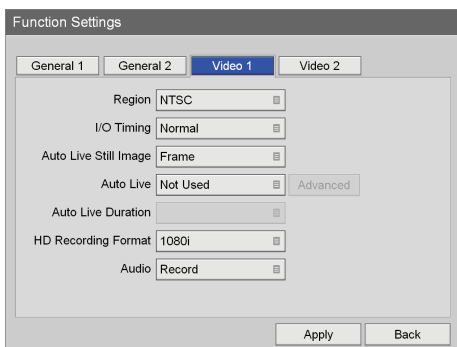 Function Settings
General 1 General 2 Video 1 Video 2
Region NTSC
I/O Timing Normal
Auto Live Still Image Frame
Auto Live Not Used Advanced
Auto Live Duration
HD Recording Format 1080i
Audio Record
Apply Back